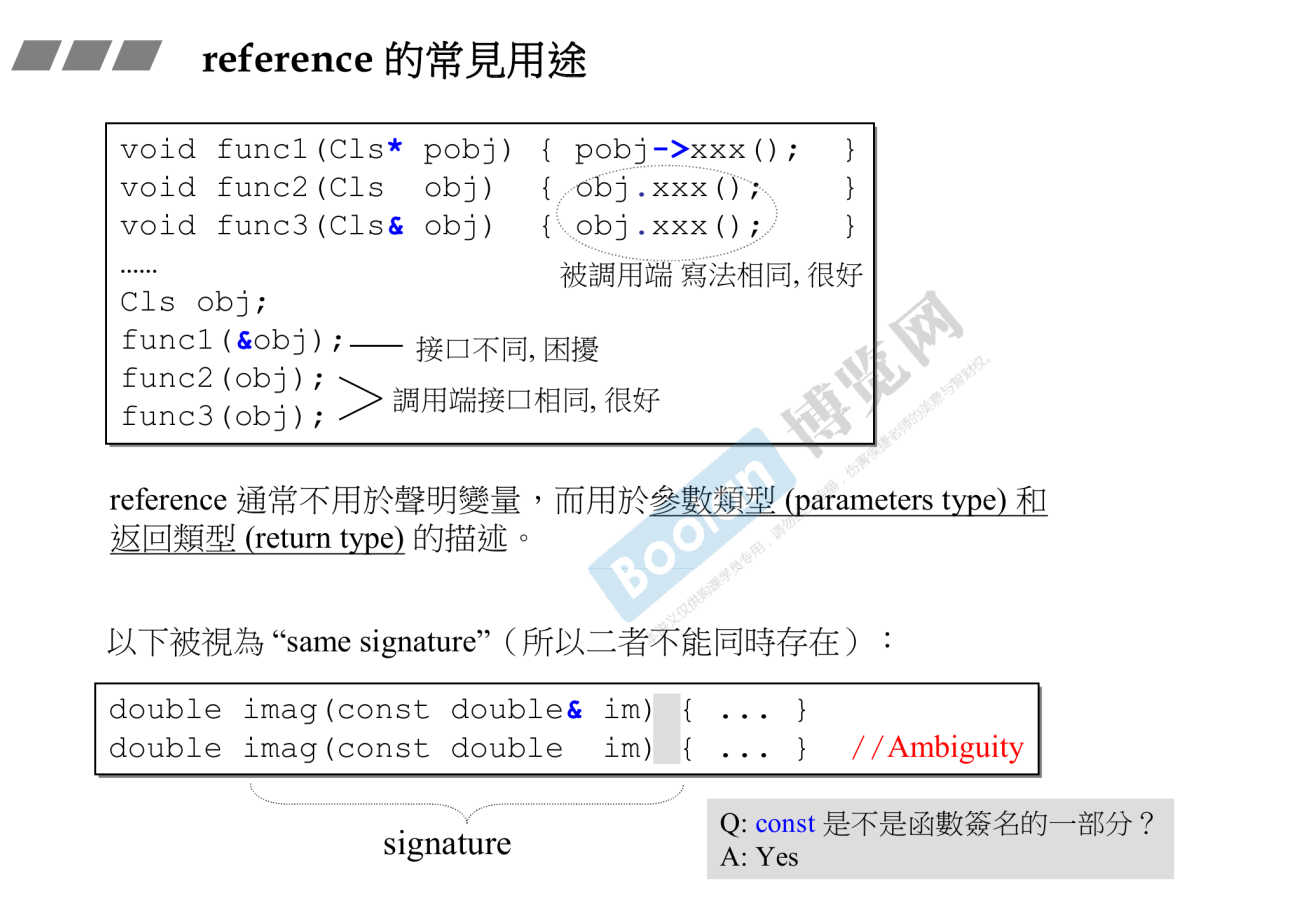 reference 的常見用途
void func1(Cls* pobj) { pobj->xxx(); }
void func2(Cls obj) { obj.xxx(); }
void func3(Cls& obj) { obj.xxx(); }
......
被調用端 寫法相同, 很好
Cls obj;
func1(&obj);
接口不同, 困擾
func2(obj);
調用端接口相同, 很好
func3(obj);
reference 通常不用於聲明變量，而用於參數類型 (parameters type) 和
返回類型 (return type) 的描述。
以下被視為 “same signature”（所以二者不能同時存在）：
double imag(const double& im) { ... }
double imag(const double im) { ... } //Ambiguity
signature
Q: const 是不是函數簽名的一部分？
A: Yes
Boolan
博览网